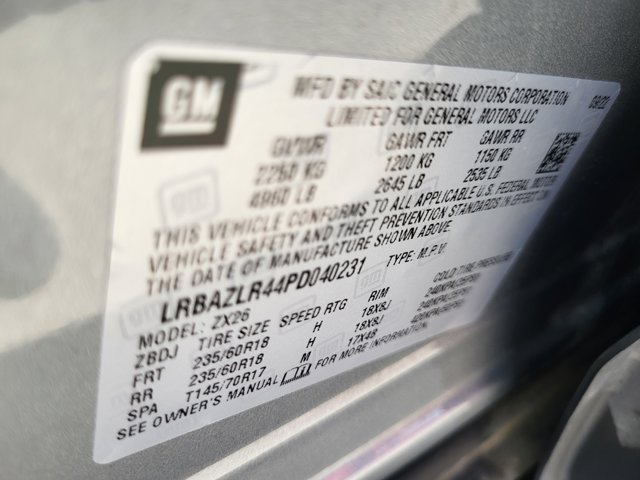 GM
MFD BY SAIC GENERAL MOTORS CORPORATION
LIMITED FOR GENERAL MOTORS LLC
GVWR GAWR FRT GAWR RR
2250 KG 1200 KG 1150 KG
4960 LB 2645 LB 2535 LB
THIS VEHICLE CONFORMS TO ALL APPLICABLE U.S. FEDERAL MOTOR
VEHICLE SAFETY AND THEFT PREVENTION STANDARDS IN EFFECT ON
THE DATE OF MANUFACTURE SHOWN ABOVE.
LRBAZLR44PD040231 TYPE: M.P.V.
MODEL: ZX26 COLD TIRE PRESSURE
ZBDJ TIRE SIZE SPEED RTG RIM
FRT 235/60R18 H 18X8J
RR 235/60R18 H 18X8J
SPA T145/70R17 M 17X4B
SEE OWNER'S MANUAL FOR MORE INFORMATION